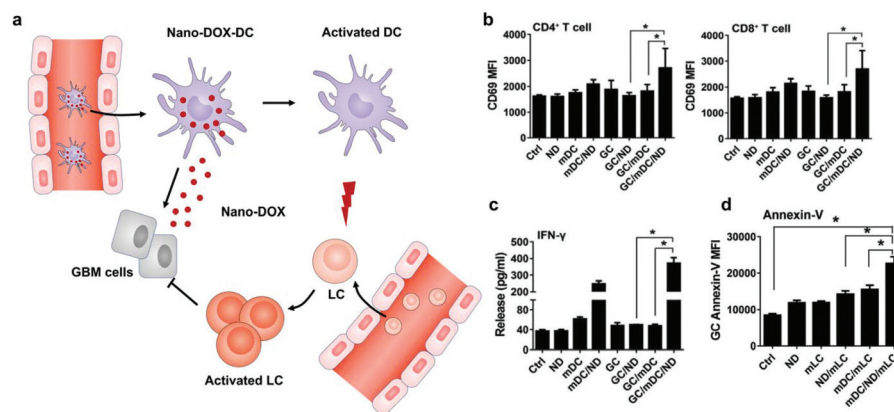 a
Nano-DOX-DC
Activated DC
Nano-DOX
GBM cells
LC
Activated LC
b
CD4⁺ T cell
CD69 MFI
4000
3000
2000
1000
0
Ctrl
ND
mDC
mDC/ND
GC
GC/ND
GC/mDC
GC/mDC/ND
*
*
CD8⁺ T cell
CD69 MFI
4000
3000
2000
1000
0
Ctrl
ND
mDC
mDC/ND
GC
GC/ND
GC/mDC
GC/mDC/ND
*
*
c
IFN-γ
Release (pg/ml)
500
400
300
200
120
80
40
0
Ctrl
ND
mDC
mDC/ND
GC
GC/ND
GC/mDC
GC/mDC/ND
*
*
d
Annexin-V
GC Annexin-V MFI
30000
20000
10000
0
Ctrl
ND
mLC
ND/mLC
mDC/mLC
mDC/ND/mLC
*
*
*